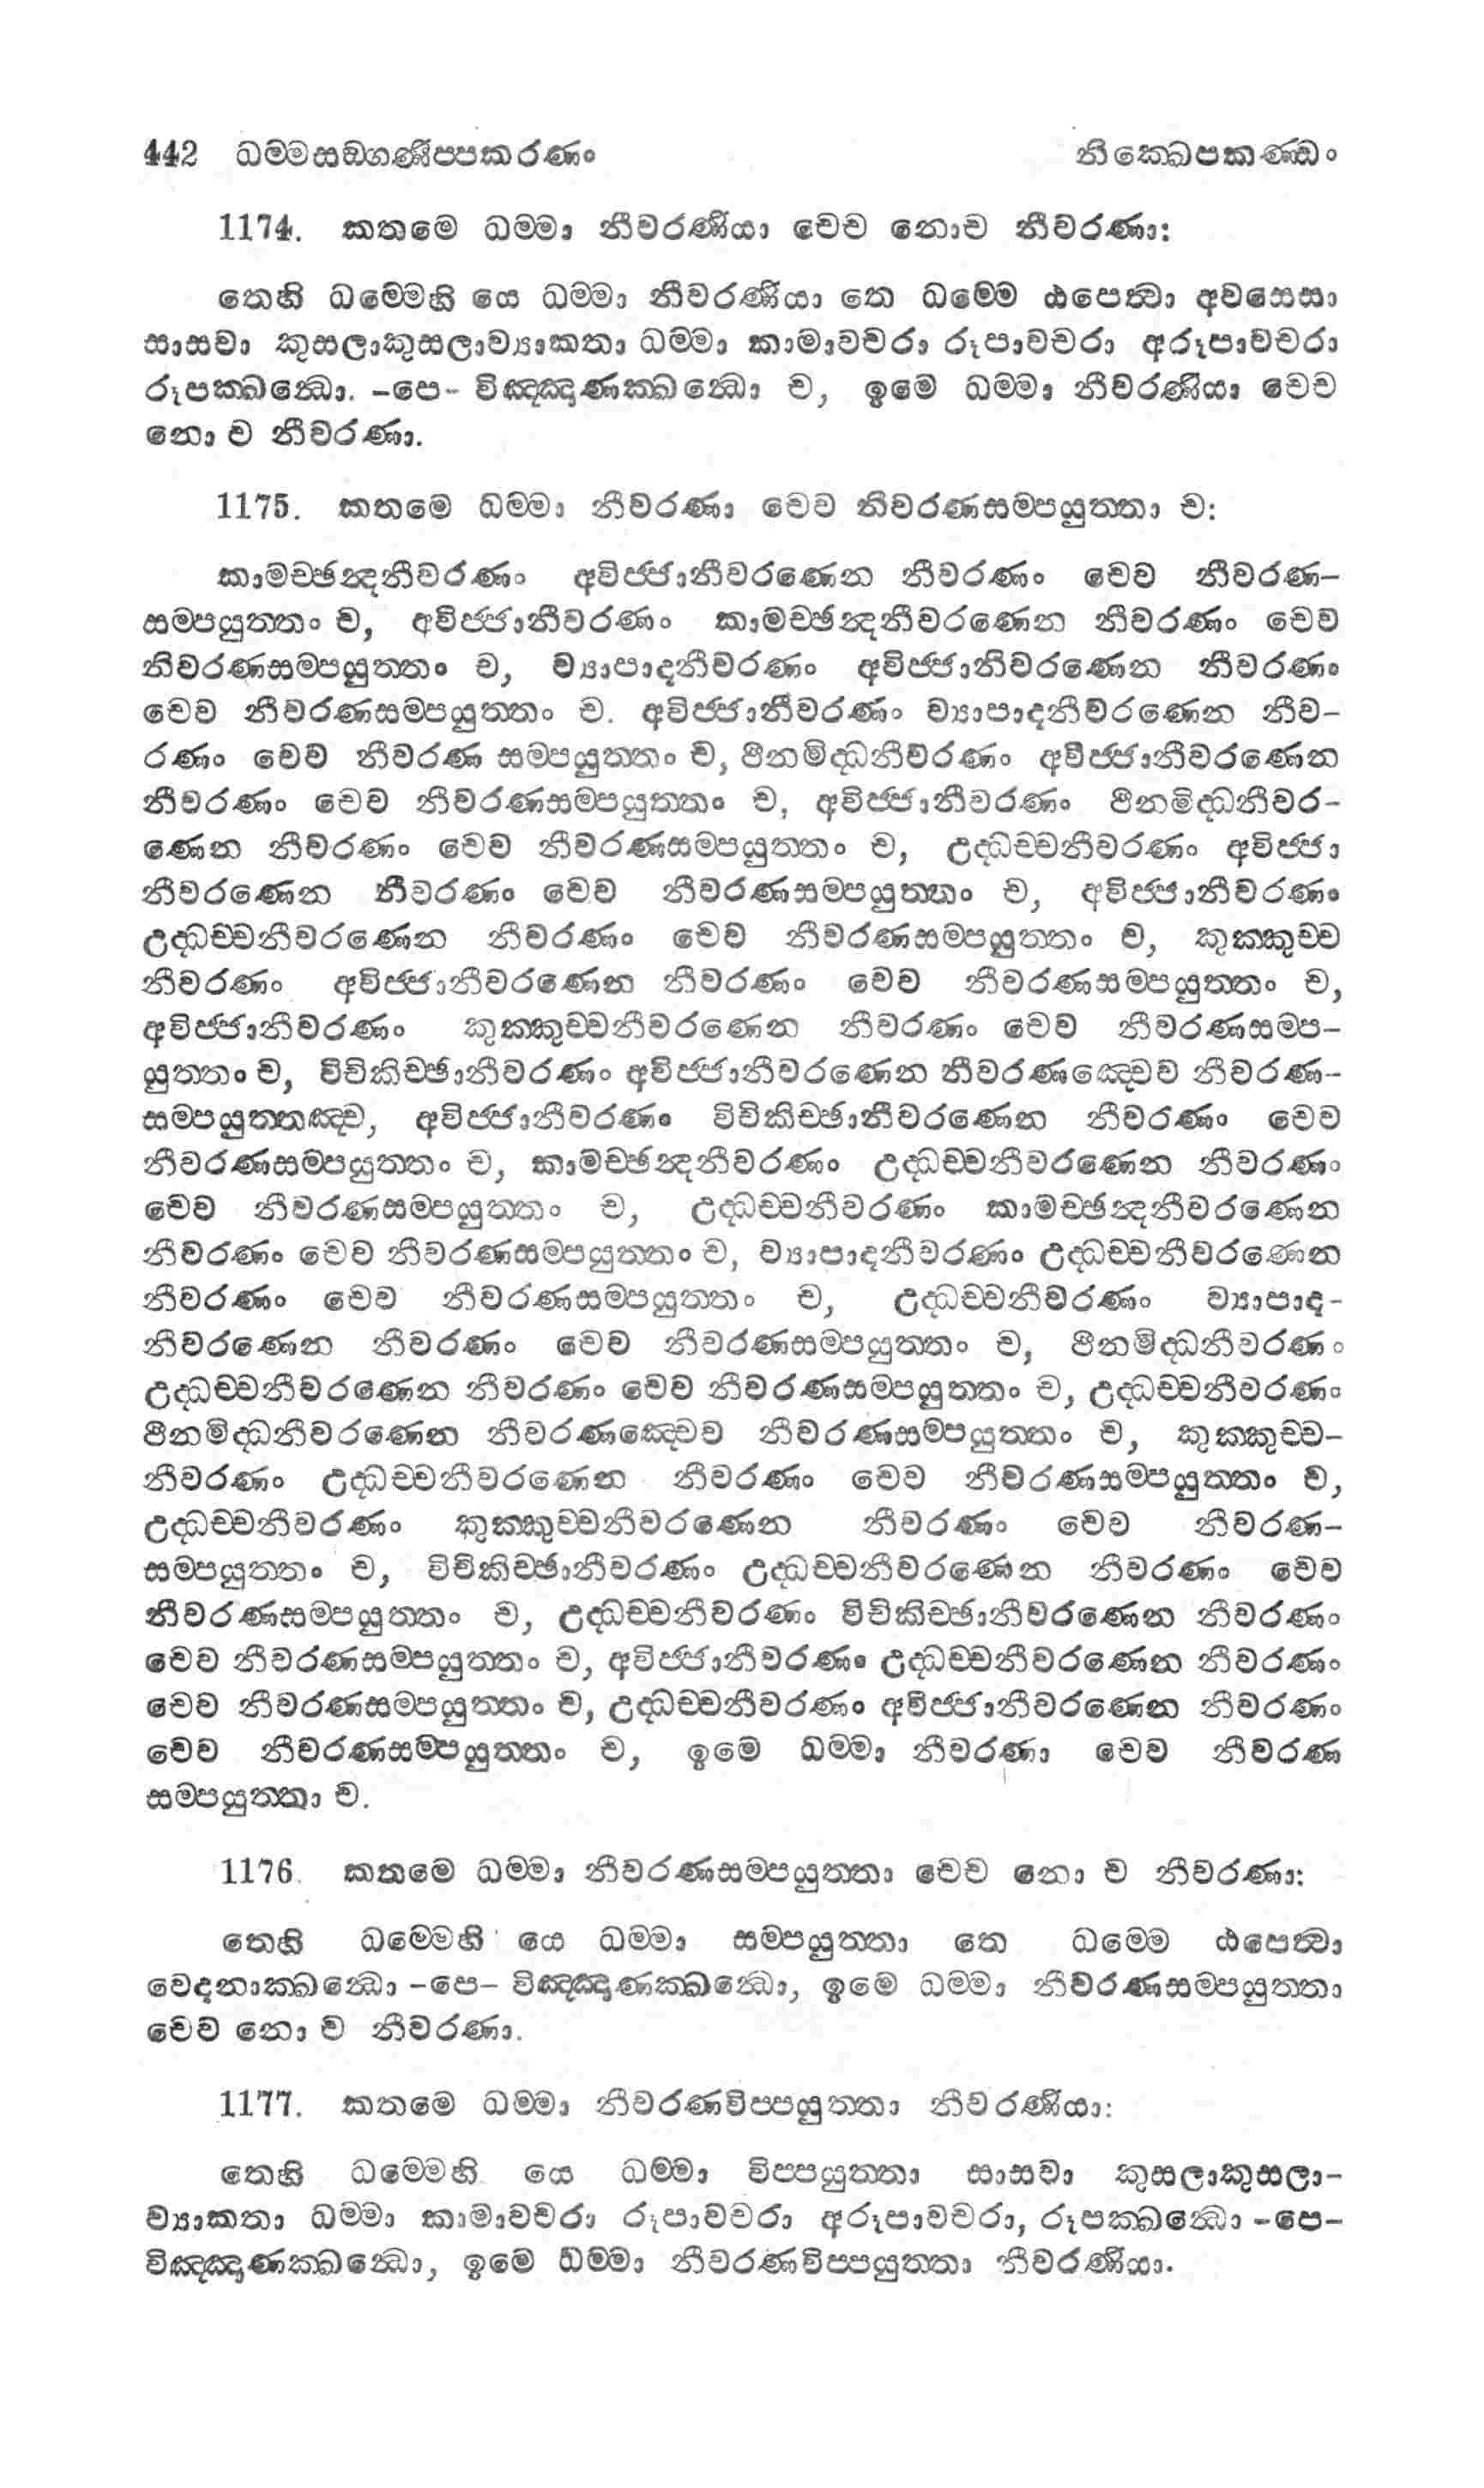 442 ධම්මසඞ්ගණිප්පකරණං නික්ඛෙපකණ්ඩං
1174. කතමෙ ධම්මා නීවරණියා චෙව නොච නීවරණා:
තෙහි ධම්මෙහි යෙ ධම්මා නීවරණියා තෙ ධම්මෙ ඨපෙත්වා අවසෙසා
සාසවා කුසලාකුසලාව්‍යාකතා ධම්මා කාමාවචරා රූපාවචරා අරූපාවචරා
රූපක්ඛන්ධො. -පෙ- විඤ්ඤාණක්ඛන්ධො ච, ඉමෙ ධම්මා නීවරණියා චෙව
නො ච නීවරණා.
1175. කතමෙ ධම්මා නීවරණා චෙව නිවරණසම්පයුත්තා ච:
කාමච්ඡන්දනීවරණං අවිජ්ජානීවරණෙන නීවරණං චෙව නීවරණ-
සම්පයුත්තං ච, අවිජ්ජානීවරණං කාමච්ඡන්දනීවරණෙන නීවරණං චෙව
නිවරණසම්පයුත්තං ච, ව්‍යාපාදනීවරණං අවිජ්ජානිවරණෙන නීවරණං
චෙව නීවරණසම්පයුත්තං ච. අවිජ්ජානීවරණං ව්‍යාපාදනීවරණෙන නීව-
රණං චෙව නීවරණ සම්පයුත්තං ච, ථිනමිද්ධනීවරණං අවිජ්ජානීවරණෙන
නීවරණං චෙව නීවරණසම්පයුත්තං ච, අවිජ්ජානීවරණං ථිනමිද්ධනීවර-
ණෙන නීවරණං චෙව නීවරණසම්පයුත්තං ච, උද්ධච්චනීවරණං අවිජ්ජා
නීවරණෙන නීවරණං චෙව නීවරණසම්පයුත්තං ච, අවිජ්ජානීවරණං
උද්ධච්චනීවරණෙන නීවරණං චෙව නීවරණසම්පයුත්තං ච, කුක්කුච්ච
නීවරණං අවිජ්ජානීවරණෙන නීවරණං චෙව නීවරණසම්පයුත්තං ච,
අවිජ්ජානීවරණං කුක්කුච්චනීවරණෙන නීවරණං චෙව නීවරණසම්ප-
යුත්තං ච, විචිකිච්ඡානීවරණං අවිජ්ජානීවරණෙන නීවරණඤ්චෙව නීවරණ-
සම්පයුත්තඤ්ච, අවිජ්ජානීවරණං විචිකිච්ඡානීවරණෙන නීවරණං චෙව
නීවරණසම්පයුත්තං ච, කාමච්ඡන්දනීවරණං උද්ධච්චනීවරණෙන නීවරණං
චෙව නීවරණසම්පයුත්තං ච, උද්ධච්චනීවරණං කාමච්ඡන්දනීවරණෙන
නීවරණං චෙව නීවරණසම්පයුත්තං ච, ව්‍යාපාදනීවරණං උද්ධච්චනීවරණෙන
නීවරණං චෙව නීවරණසම්පයුත්තං ච, උද්ධච්චනීවරණං ව්‍යාපාද-
නීවරණෙන නීවරණං චෙව නීවරණසම්පයුත්තං ච, ථිනමිද්ධනීවරණං
උද්ධච්චනීවරණෙන නීවරණං චෙව නීවරණසම්පයුත්තං ච, උද්ධච්චනීවරණං
ථිනමිද්ධනීවරණෙන නීවරණඤ්චෙව නීවරණසම්පයුත්තං ච, කුක්කුච්ච-
නීවරණං උද්ධච්චනීවරණෙන නීවරණං චෙව නීවරණසම්පයුත්තං ච,
උද්ධච්චනීවරණං කුක්කුච්චනීවරණෙන නීවරණං චෙව නීවරණ-
සම්පයුත්තං ච, විචිකිච්ඡානීවරණං උද්ධච්චනීවරණෙන නීවරණං චෙව
නීවරණසම්පයුත්තං ච, උද්ධච්චනීවරණං විචිකිච්ඡානීවරණෙන නීවරණං
චෙව නීවරණසම්පයුත්තං ච, අවිජ්ජානීවරණං උද්ධච්චනීවරණෙන නීවරණං
චෙව නීවරණසම්පයුත්තං ච, උද්ධච්චනීවරණං අවිජ්ජානීවරණෙන නීවරණං
චෙව නීවරණසම්පයුත්තං ච, ඉමෙ ධම්මා නීවරණා චෙව නීවරණ
සම්පයුත්තා ච.
1176. කතමෙ ධම්මා නීවරණසම්පයුත්තා චෙව නො ච නීවරණා:
තෙහි ධම්මෙහි යෙ ධම්මා සම්පයුත්තා තෙ ධම්මෙ ඨපෙත්වා
වෙදනාක්ඛන්ධො -පෙ- විඤ්ඤාණක්ඛන්ධො, ඉමෙ ධම්මා නීවරණසම්පයුත්තා
චෙව නො ච නීවරණා.
1177. කතමෙ ධම්මා නීවරණවිප්පයුත්තා නීවරණියා:
තෙහි ධම්මෙහි යෙ ධම්මා විප්පයුත්තා සාසවා කුසලාකුසලා-
ව්‍යාකතා ධම්මා කාමාවචරා රූපාවචරා අරූපාවචරා, රූපක්ඛන්ධො -පෙ-
විඤ්ඤාණක්ඛන්ධො, ඉමෙ ධම්මා නීවරණවිප්පයුත්තා නීවරණියා.